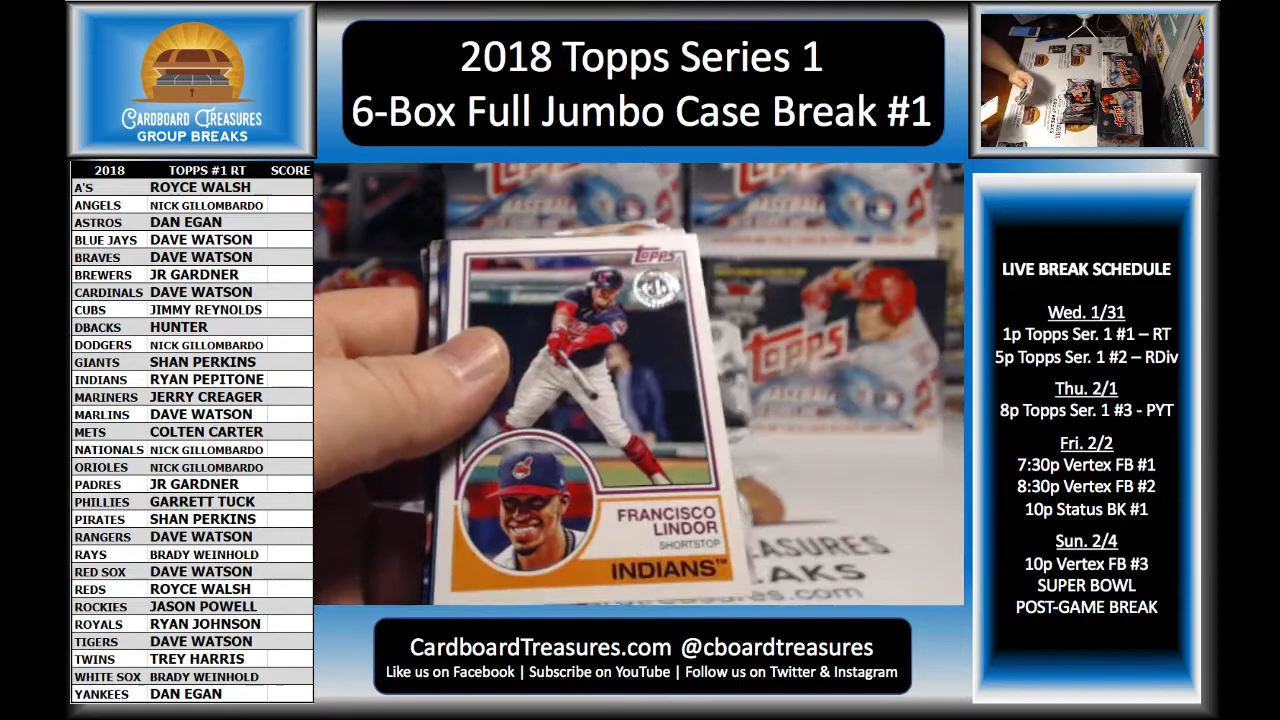 CARDBOARD TREASURES
GROUP BREAKS
2018 Topps Series 1
6-Box Full Jumbo Case Break #1
2018 TOPPS #1 RT SCORE
A'S ROYCE WALSH
ANGELS NICK GILLOMBARDO
ASTROS DAN EGAN
BLUE JAYS DAVE WATSON
BRAVES DAVE WATSON
BREWERS JR GARDNER
CARDINALS DAVE WATSON
CUBS JIMMY REYNOLDS
DBACKS HUNTER
DODGERS NICK GILLOMBARDO
GIANTS SHAN PERKINS
INDIANS RYAN PEPITONE
MARINERS JERRY CREAGER
MARLINS DAVE WATSON
METS COLTEN CARTER
NATIONALS NICK GILLOMBARDO
ORIOLES NICK GILLOMBARDO
PADRES JR GARDNER
PHILLIES GARRETT TUCK
PIRATES SHAN PERKINS
RANGERS DAVE WATSON
RAYS BRADY WEINHOLD
RED SOX DAVE WATSON
REDS ROYCE WALSH
ROCKIES JASON POWELL
ROYALS RYAN JOHNSON
TIGERS DAVE WATSON
TWINS TREY HARRIS
WHITE SOX BRADY WEINHOLD
YANKEES DAN EGAN
topps
FRANCISCO
LINDOR
SHORTSTOP
INDIANS™
topps
LIVE BREAK SCHEDULE
Wed. 1/31
1p Topps Ser. 1 #1 – RT
5p Topps Ser. 1 #2 – RDiv
Thu. 2/1
8p Topps Ser. 1 #3 - PYT
Fri. 2/2
7:30p Vertex FB #1
8:30p Vertex FB #2
10p Status BK #1
Sun. 2/4
10p Vertex FB #3
SUPER BOWL
POST-GAME BREAK
CardboardTreasures.com @cboardtreasures
Like us on Facebook | Subscribe on YouTube | Follow us on Twitter & Instagram